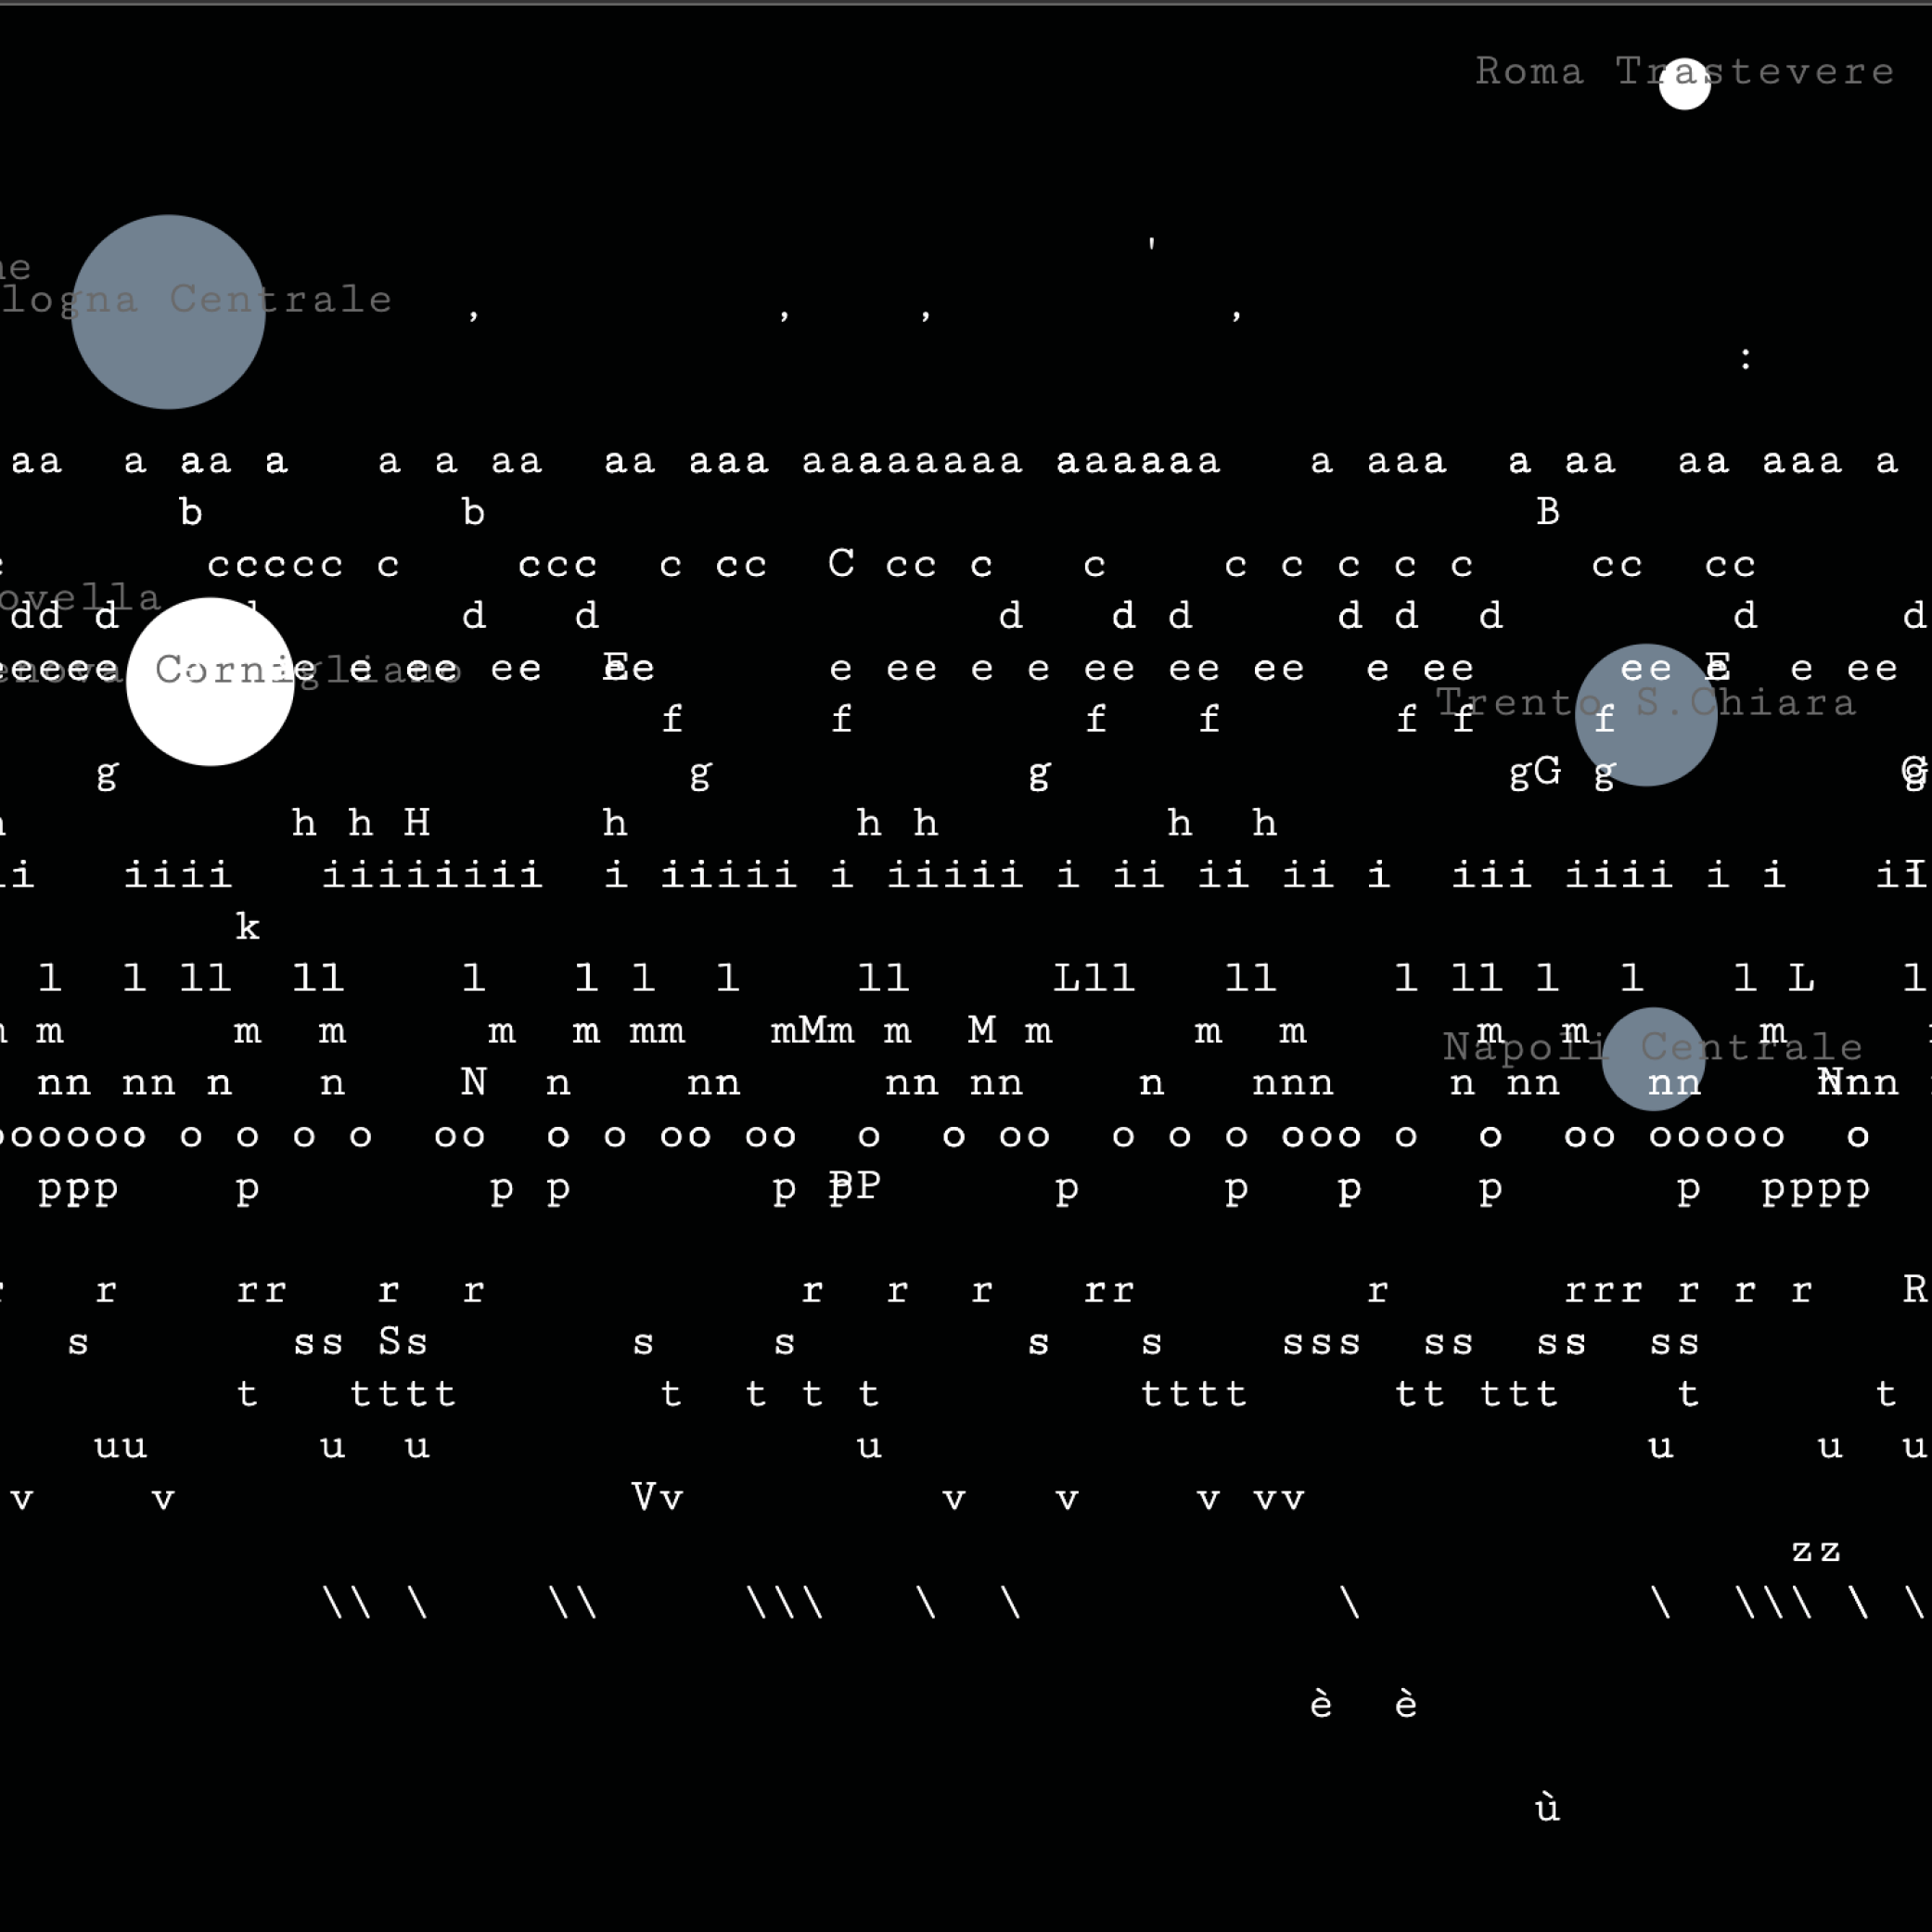 Roma Trastevere
'
ne
logna Centrale
, , , ,
:
aa a aa a a a aa aa aaa aaaaaaaa aaaaaa a aaa a aa aa aaa a
b b B
ccccc c ccc c cc C cc c c c c c c c cc cc
ovella
dd d d d d d d d d d d d
eeee e e ee ee Ee e ee e e ee ee ee e ee ee E e ee
enova Cornigliano
Trento S.Chiara
f f f f f f f
g g g gG g G
h h H h h h h h
i iiii iiiiiiii i iiiii i iiiii i ii ii ii i iii iiii i i iI
k
l l ll ll l l l l ll Lll ll l ll l l l L l
m m m m m mm mMm m M m m m m m m
Napoli Centrale
nn nn n n N n nn nn nn n nnn n nn nn Nnn
oooooo o o o o oo o o oo oo o o oo o o o ooo o o oo ooooo o
ppp p p p p PP p p p p p pppp
r rr r r r r r rr r rrr r r r R
s ss Ss s s s s sss ss ss ss
t tttt t t t t tttt tt ttt t t
uu u u u u u u
v v Vv v v v vv
zz
\\ \ \\ \\\ \ \ \ \ \\\ \ \
è è
ù